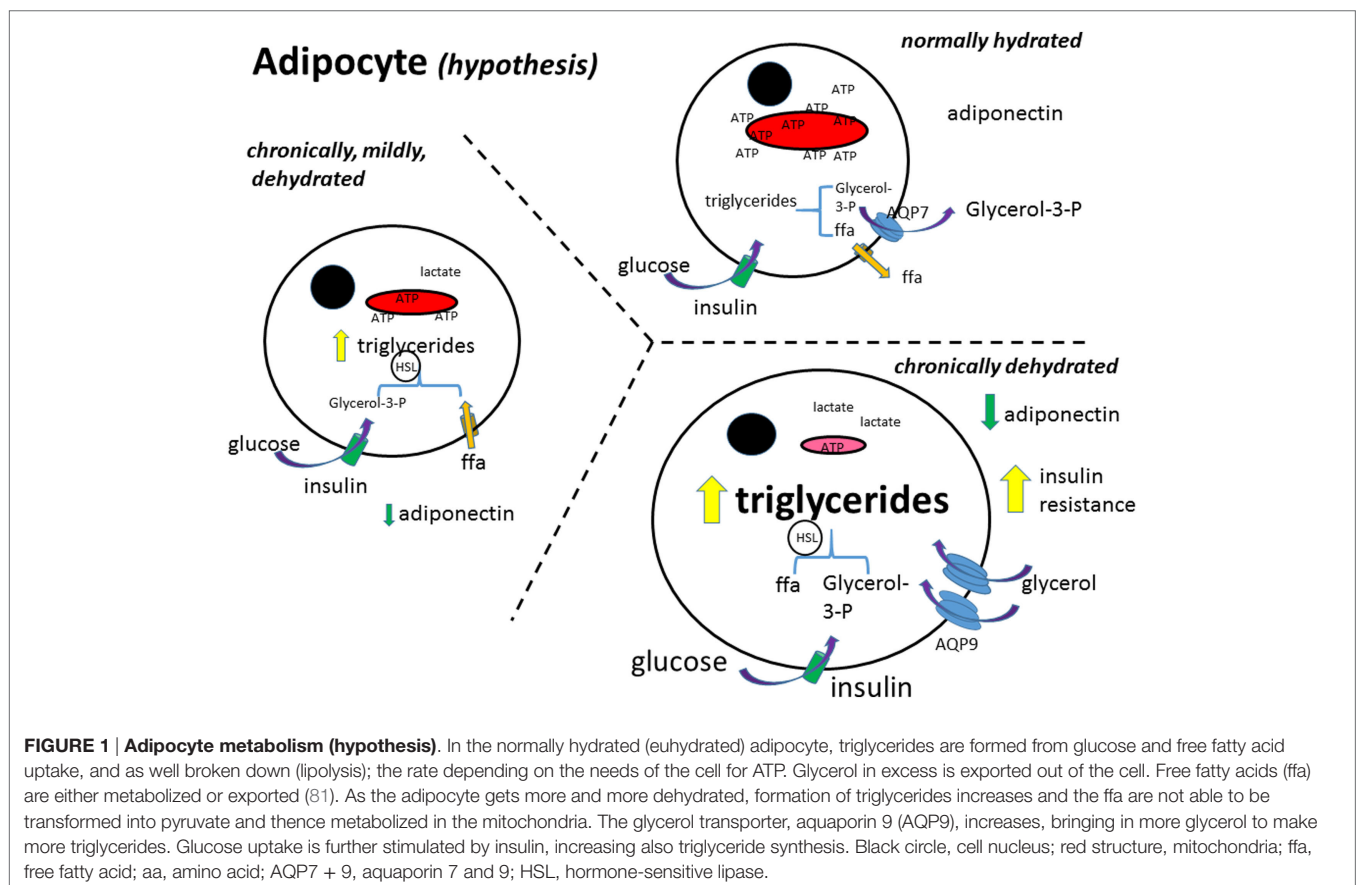 Adipocyte (hypothesis)
normally hydrated
ATP
ATP
ATP
ATP
ATP
ATP
ATP
ATP
ATP
adiponectin
triglycerides
Glycerol-
3-P
ffa
AQP7
Glycerol-3-P
ffa
glucose
insulin
chronically, mildly,
dehydrated
lactate
ATP
ATP
ATP
triglycerides
HSL
Glycerol-3-P
glucose
ffa
insulin
adiponectin
chronically dehydrated
lactate
lactate
ATP
adiponectin
insulin
resistance
triglycerides
HSL
ffa
Glycerol-
3-P
glycerol
AQP9
glucose
insulin
FIGURE 1 | Adipocyte metabolism (hypothesis). In the normally hydrated (euhydrated) adipocyte, triglycerides are formed from glucose and free fatty acid
uptake, and as well broken down (lipolysis); the rate depending on the needs of the cell for ATP. Glycerol in excess is exported out of the cell. Free fatty acids (ffa)
are either metabolized or exported (81). As the adipocyte gets more and more dehydrated, formation of triglycerides increases and the ffa are not able to be
transformed into pyruvate and thence metabolized in the mitochondria. The glycerol transporter, aquaporin 9 (AQP9), increases, bringing in more glycerol to make
more triglycerides. Glucose uptake is further stimulated by insulin, increasing also triglyceride synthesis. Black circle, cell nucleus; red structure, mitochondria; ffa,
free fatty acid; aa, amino acid; AQP7 + 9, aquaporin 7 and 9; HSL, hormone-sensitive lipase.